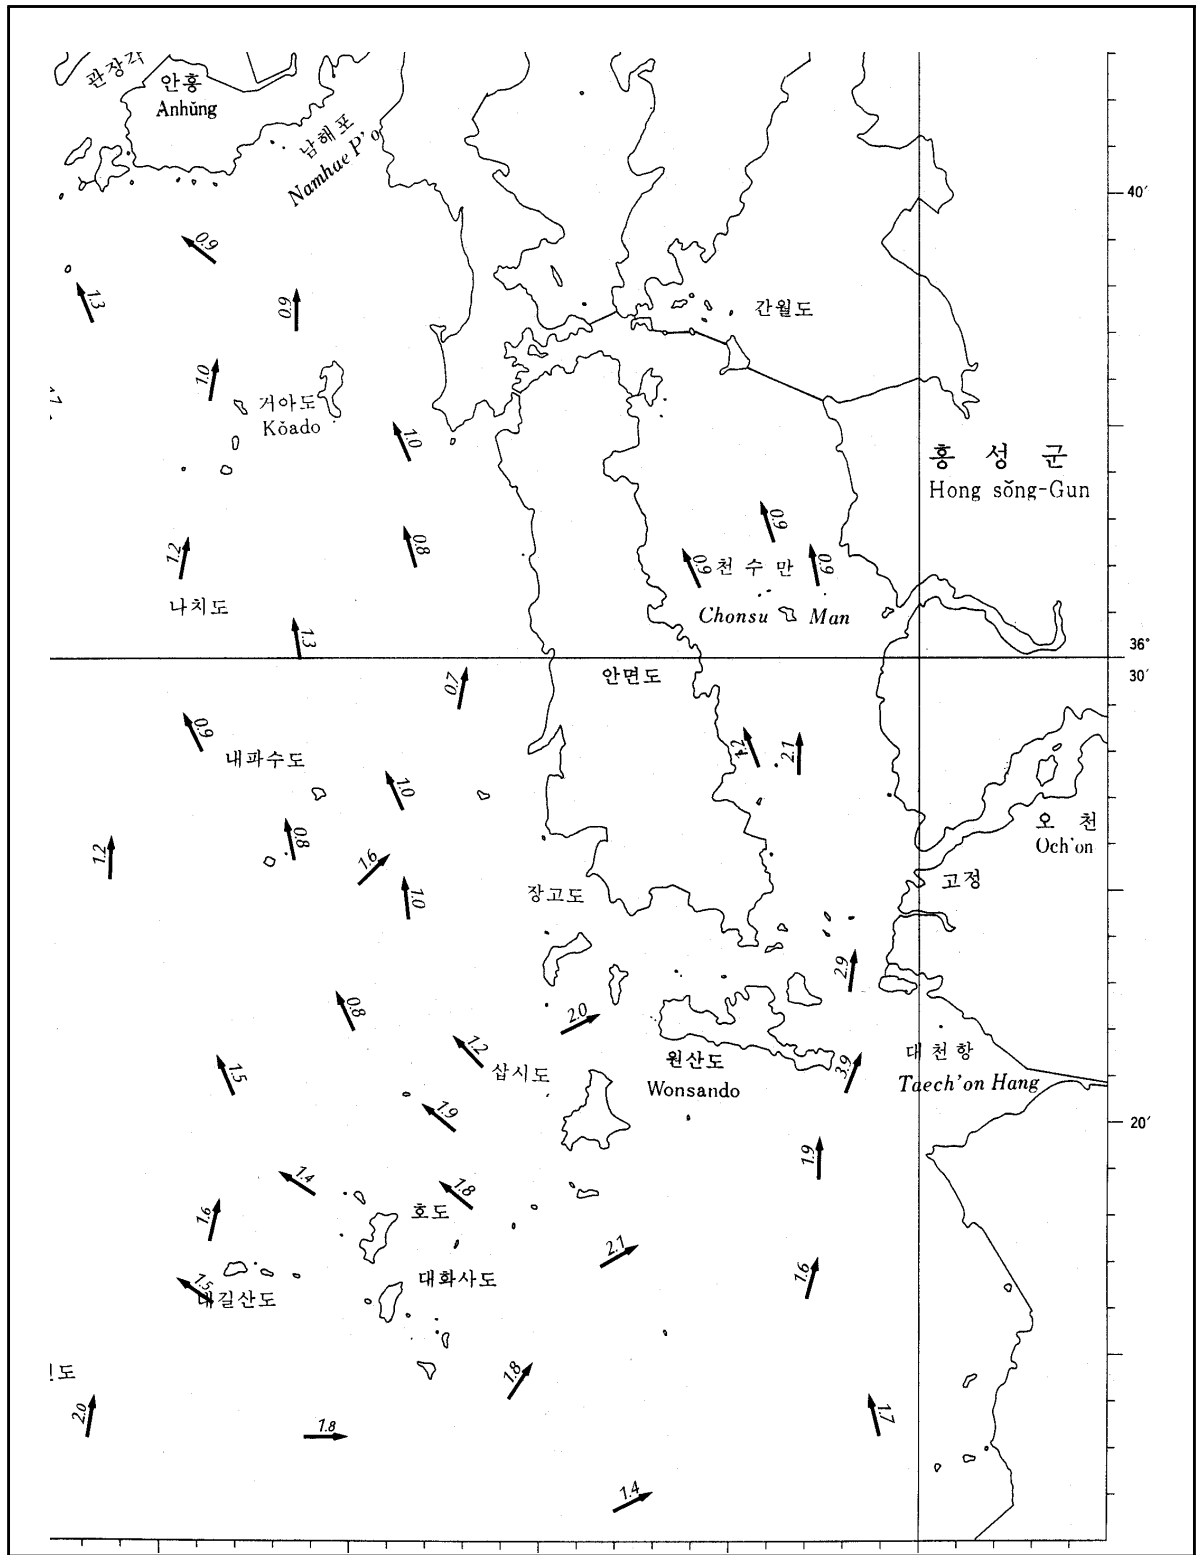 관장각
안흥
Anhŭng
남해포
Namhae P'o
40′
0.9
1.3
0.9
간월도
1.0
거아도
Kŏado
1.0
홍 성 군
Hong sŏng-Gun
0.9
0.8
1.2
0.9
0.9
천 수 만
나치도
Chonsu Man
1.3
36°
30′
안면도
0.7
0.9
내파수도
1.2
2.1
1.0
0.8
오 천
Och'on
1.2
1.6
고정
1.0
장고도
2.9
0.8
2.0
1.2
원산도
대천항
Taech'on Hang
3.9
1.5
삽시도
Wonsando
1.9
20′
1.9
1.4
1.8
호도
1.6
2.1
대화사도
1.6
1.5
대길산도
도
1.8
2.0
1.8
1.7
1.4